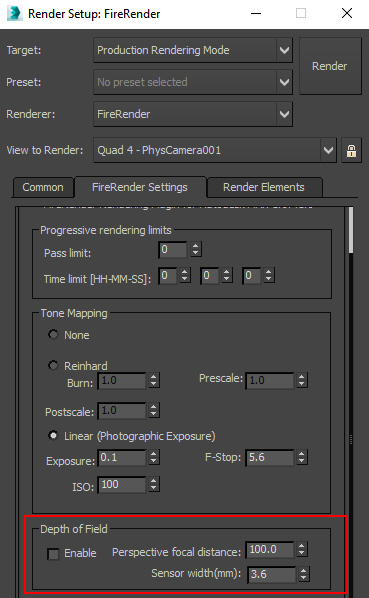 Render Setup: FireRender
Target: Production Rendering Mode
Render
Preset: No preset selected
Renderer: FireRender
View to Render: Quad 4 - PhysCamera001
Common FireRender Settings Render Elements
Progressive rendering limits
Pass limit: 0
Time limit [HH-MM-SS]: 0 0 0
Tone Mapping
None
Reinhard
Burn: 1.0 Prescale: 1.0
Postscale: 1.0
Linear (Photographic Exposure)
Exposure: 0.1 F-Stop: 5.6
ISO: 100
Depth of Field
Enable Perspective focal distance: 100.0
Sensor width(mm): 3.6